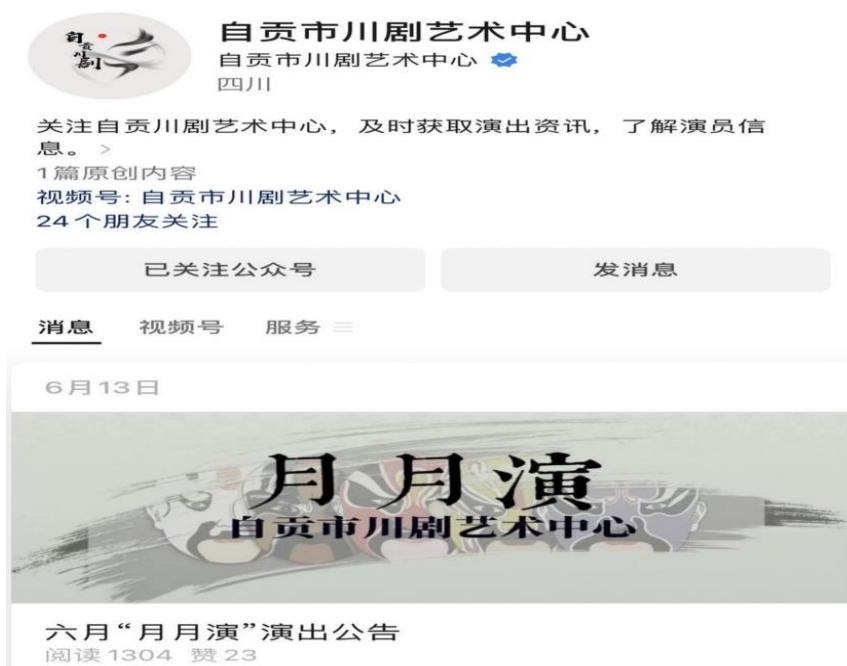 自贡川剧
自贡市川剧艺术中心
自贡市川剧艺术中心
四川
关注自贡川剧艺术中心，及时获取演出资讯，了解演员信
息。 >
1篇原创内容
视频号: 自贡市川剧艺术中心
24个朋友关注
已关注公众号 发消息
消息 视频号 服务
6月13日
月月演
自贡市川剧艺术中心
六月“月月演”演出公告
阅读1304 赞23